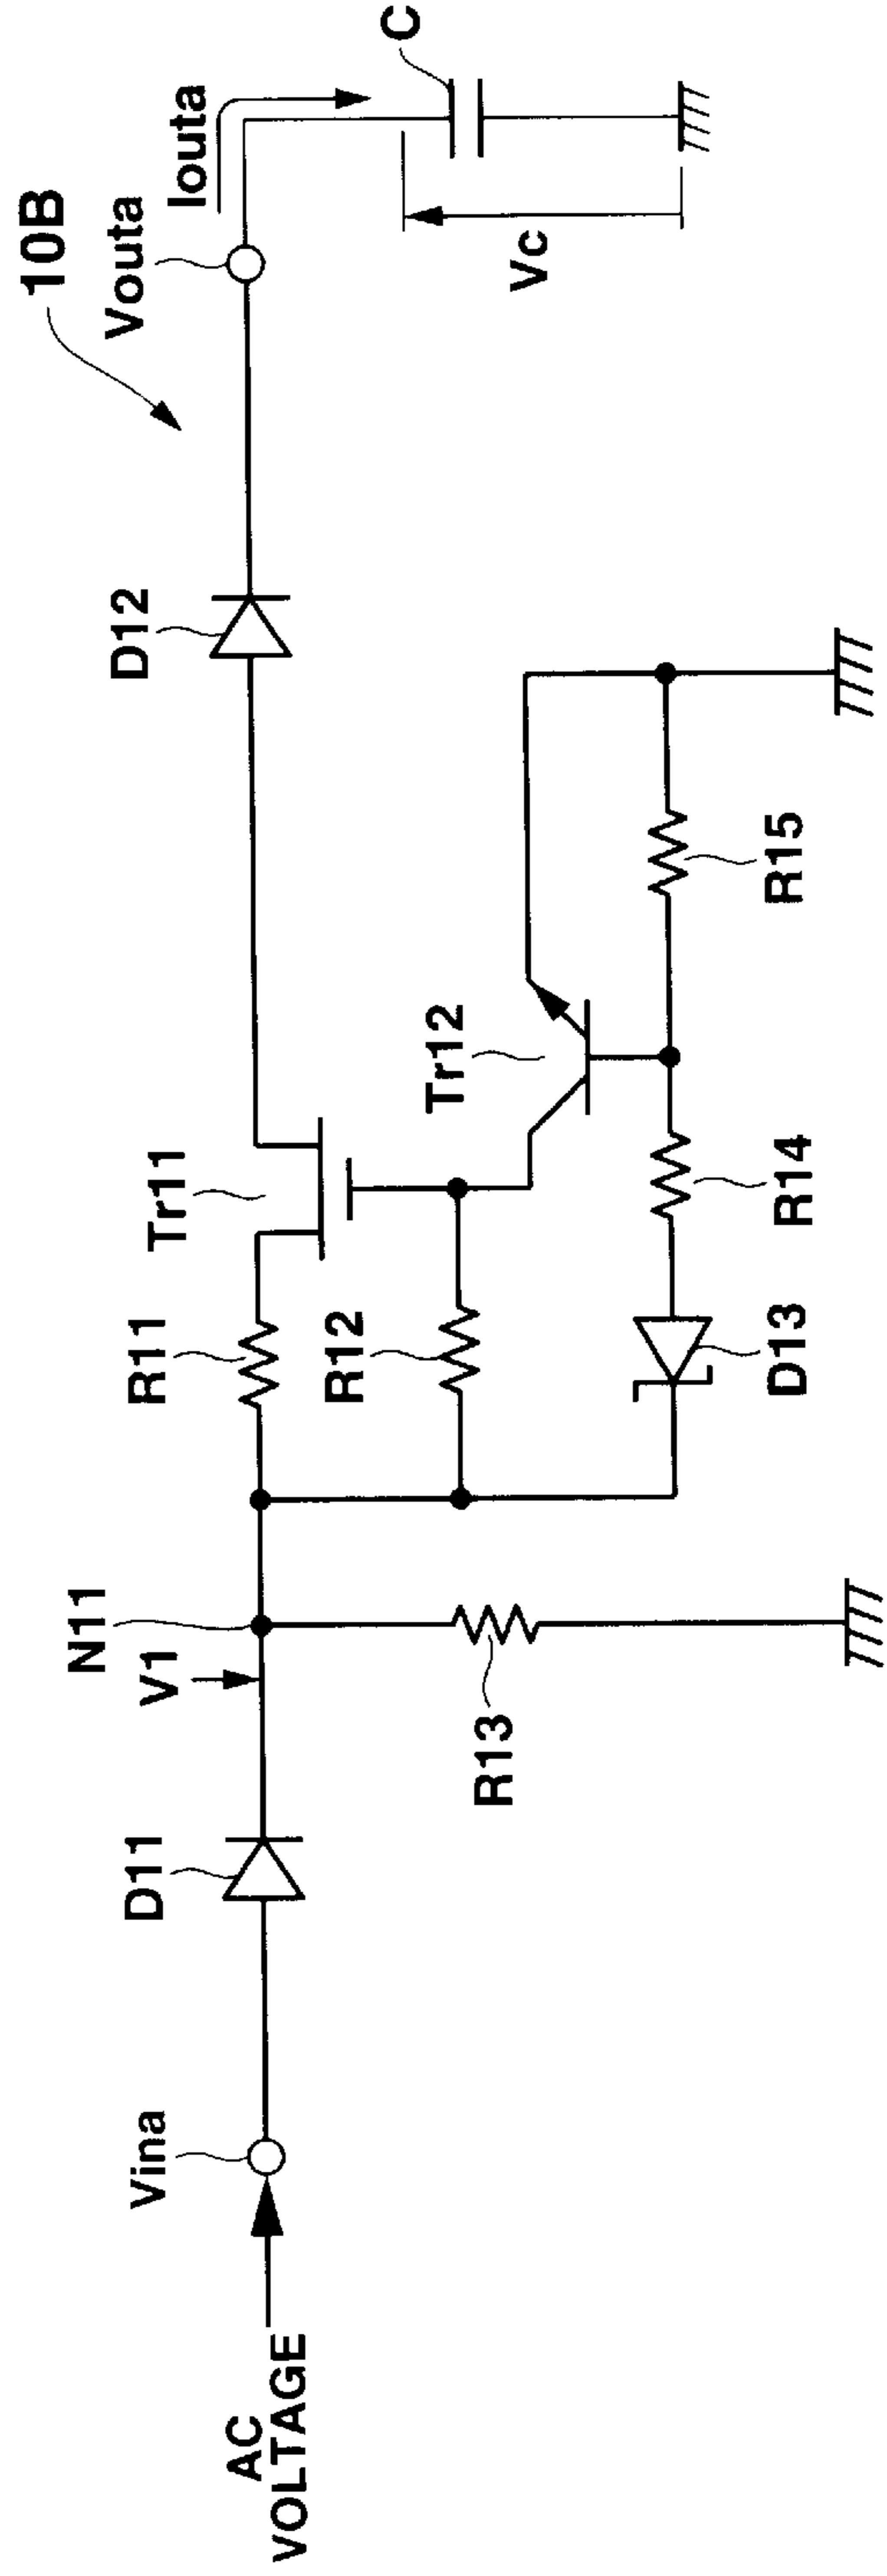 10B
AC
VOLTAGE
Vina
D11
V1
N11
R13
R11
R12
D13
Tr11
R14
Tr12
R15
D12
Vouta
Iouta
Vc
C